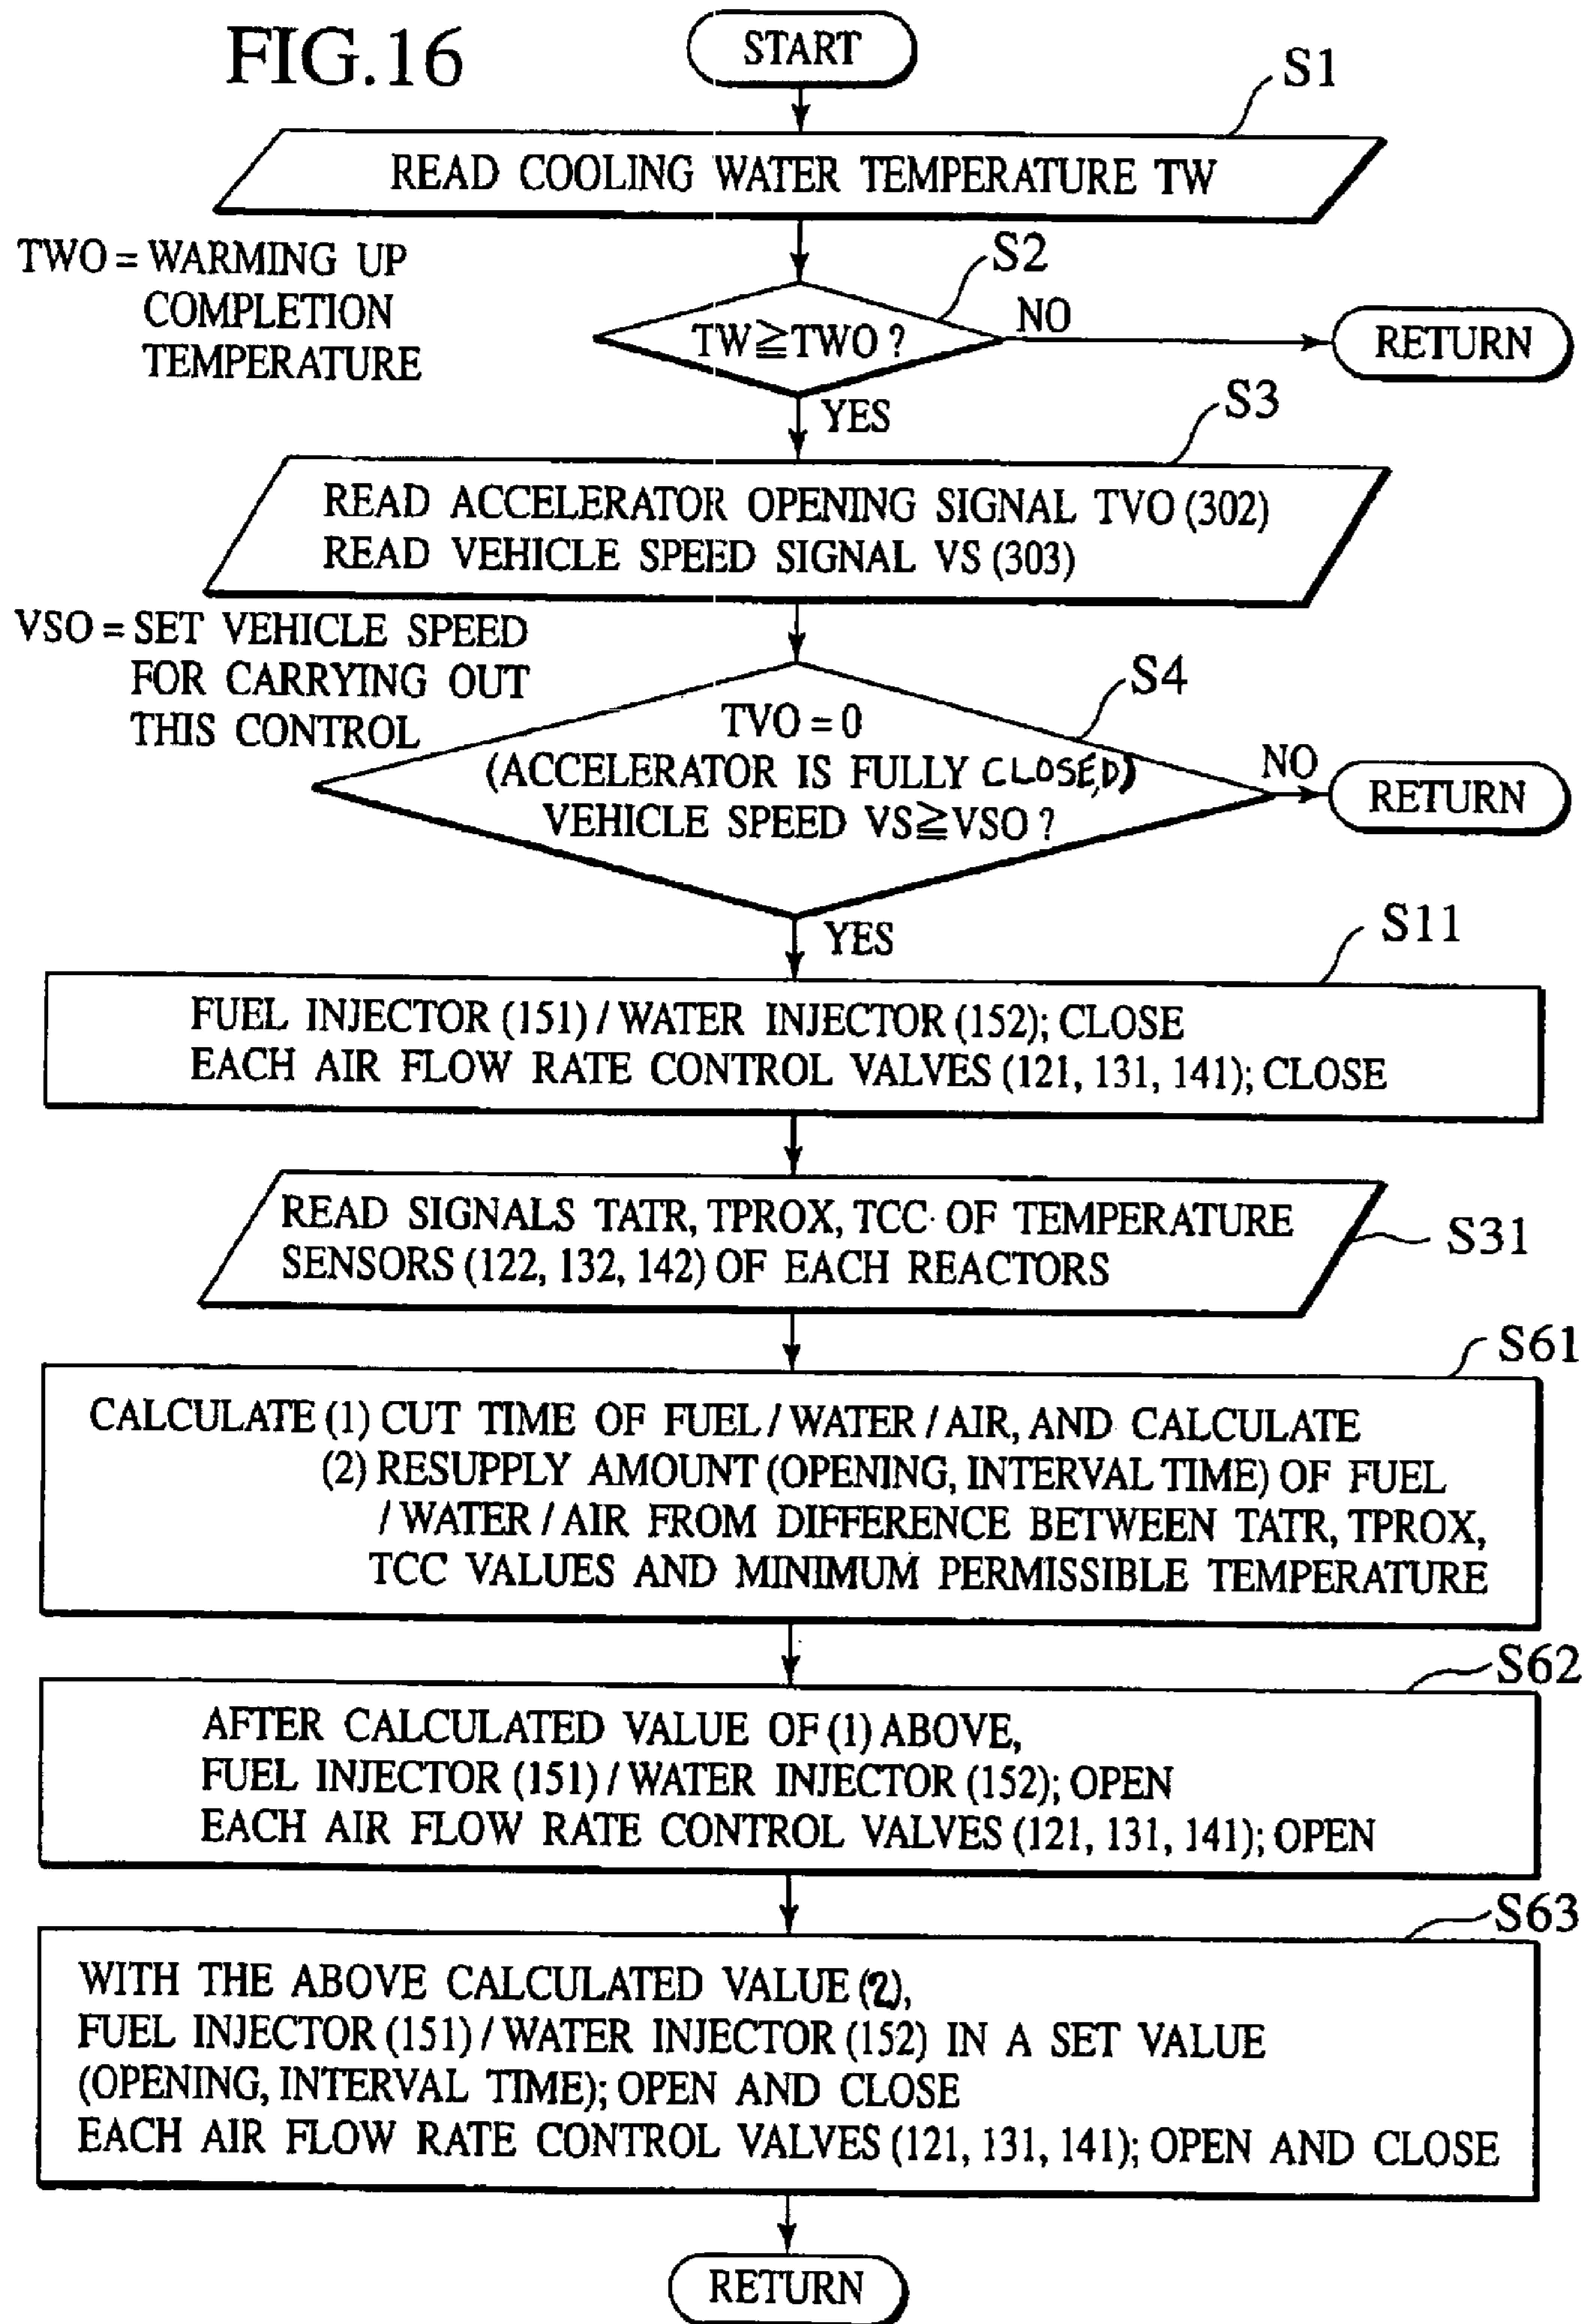 FIG.16
START
S1
READ COOLING WATER TEMPERATURE TW
TWO = WARMING UP
COMPLETION
TEMPERATURE
S2
TW≧TWO ?
NO
RETURN
YES
S3
READ ACCELERATOR OPENING SIGNAL TVO (302)
READ VEHICLE SPEED SIGNAL VS (303)
VSO = SET VEHICLE SPEED
FOR CARRYING OUT
THIS CONTROL
S4
TVO = 0
(ACCELERATOR IS FULLY CLOSED)
VEHICLE SPEED VS≧VSO ?
NO
RETURN
YES
S11
FUEL INJECTOR (151) / WATER INJECTOR (152); CLOSE
EACH AIR FLOW RATE CONTROL VALVES (121, 131, 141); CLOSE
READ SIGNALS TATR, TPROX, TCC OF TEMPERATURE
SENSORS (122, 132, 142) OF EACH REACTORS
S31
S61
CALCULATE (1) CUT TIME OF FUEL / WATER / AIR, AND CALCULATE
(2) RESUPPLY AMOUNT (OPENING, INTERVAL TIME) OF FUEL
/ WATER / AIR FROM DIFFERENCE BETWEEN TATR, TPROX,
TCC VALUES AND MINIMUM PERMISSIBLE TEMPERATURE
S62
AFTER CALCULATED VALUE OF (1) ABOVE,
FUEL INJECTOR (151) / WATER INJECTOR (152); OPEN
EACH AIR FLOW RATE CONTROL VALVES (121, 131, 141); OPEN
S63
WITH THE ABOVE CALCULATED VALUE (2),
FUEL INJECTOR (151) / WATER INJECTOR (152) IN A SET VALUE
(OPENING, INTERVAL TIME); OPEN AND CLOSE
EACH AIR FLOW RATE CONTROL VALVES (121, 131, 141); OPEN AND CLOSE
RETURN